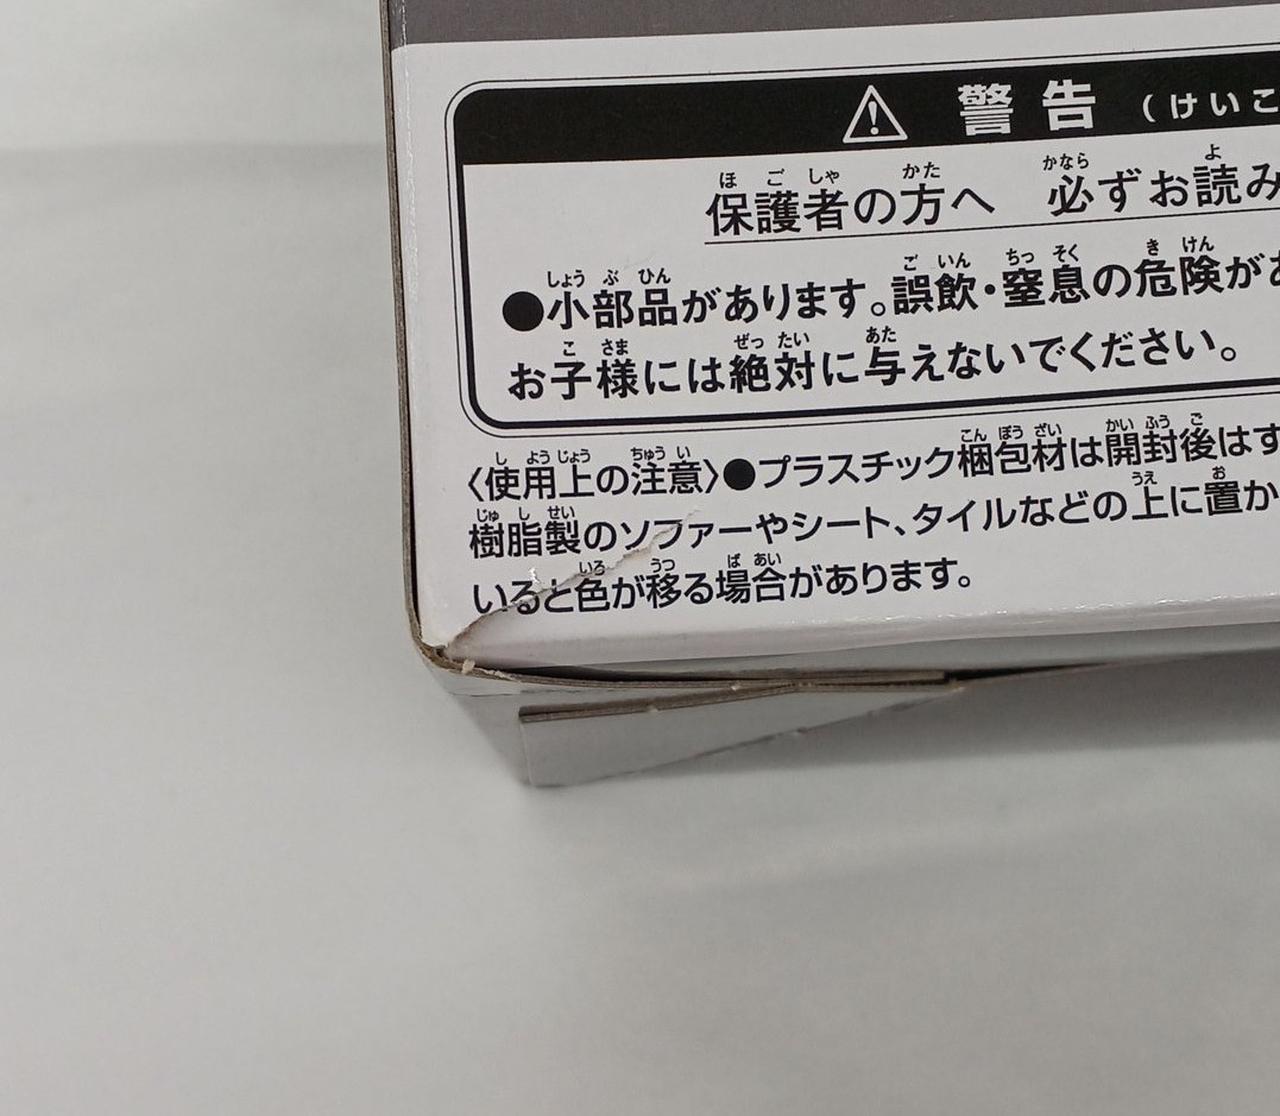 ⚠ 警告 (けいこ
保護者の方へ 必ずお読み
●小部品があります。誤飲・窒息の危険があ
お子様には絶対に与えないでください。
〈使用上の注意〉●プラスチック梱包材は開封後はす
樹脂製のソファーやシート、タイルなどの上に置か
いると色が移る場合があります。